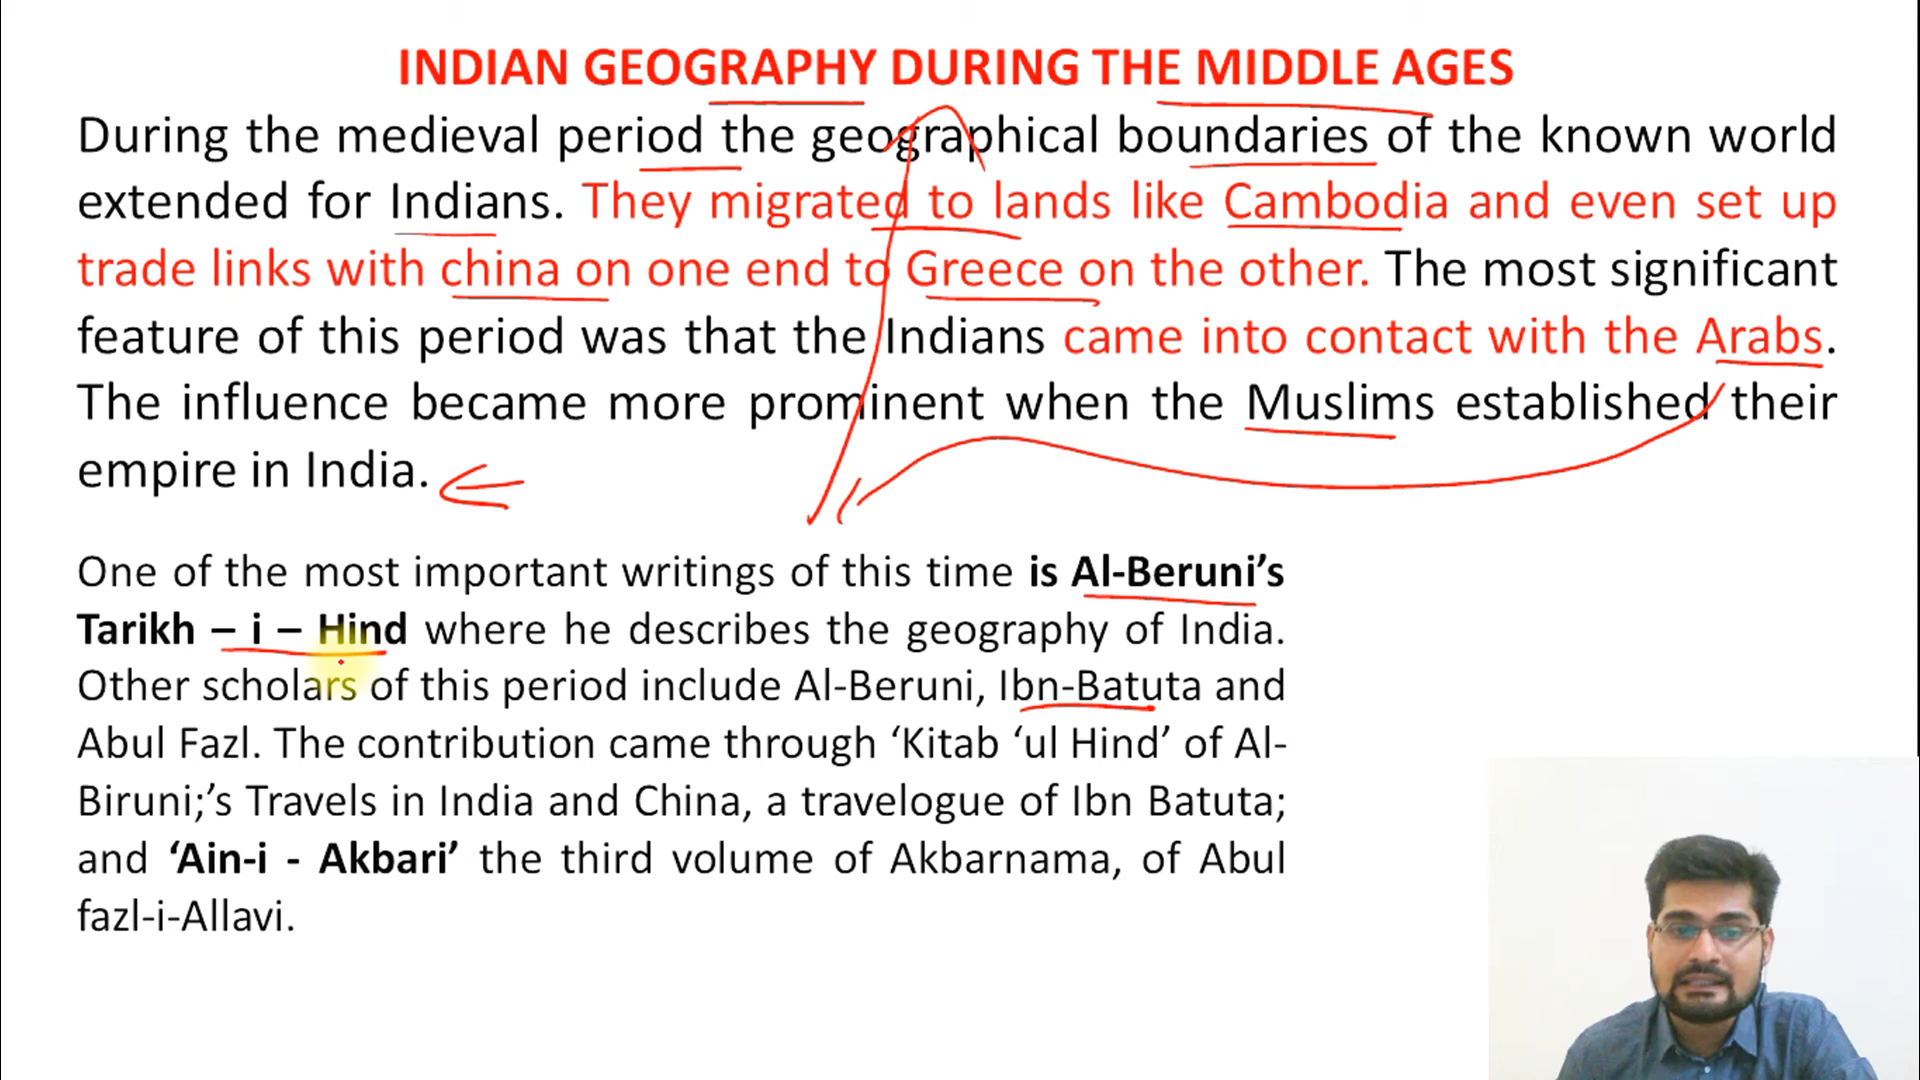 INDIAN GEOGRAPHY DURING THE MIDDLE AGES
During the medieval period the geographical boundaries of the known world
extended for Indians. They migrated to lands like Cambodia and even set up
trade links with china on one end to Greece on the other. The most significant
feature of this period was that the Indians came into contact with the Arabs.
The influence became more prominent when the Muslims established their
empire in India.
One of the most important writings of this time is Al-Beruni’s
Tarikh – i – Hind where he describes the geography of India.
Other scholars of this period include Al-Beruni, Ibn-Batuta and
Abul Fazl. The contribution came through ‘Kitab ‘ul Hind’ of Al-
Biruni;’s Travels in India and China, a travelogue of Ibn Batuta;
and ‘Ain-i - Akbari’ the third volume of Akbarnama, of Abul
fazl-i-Allavi.